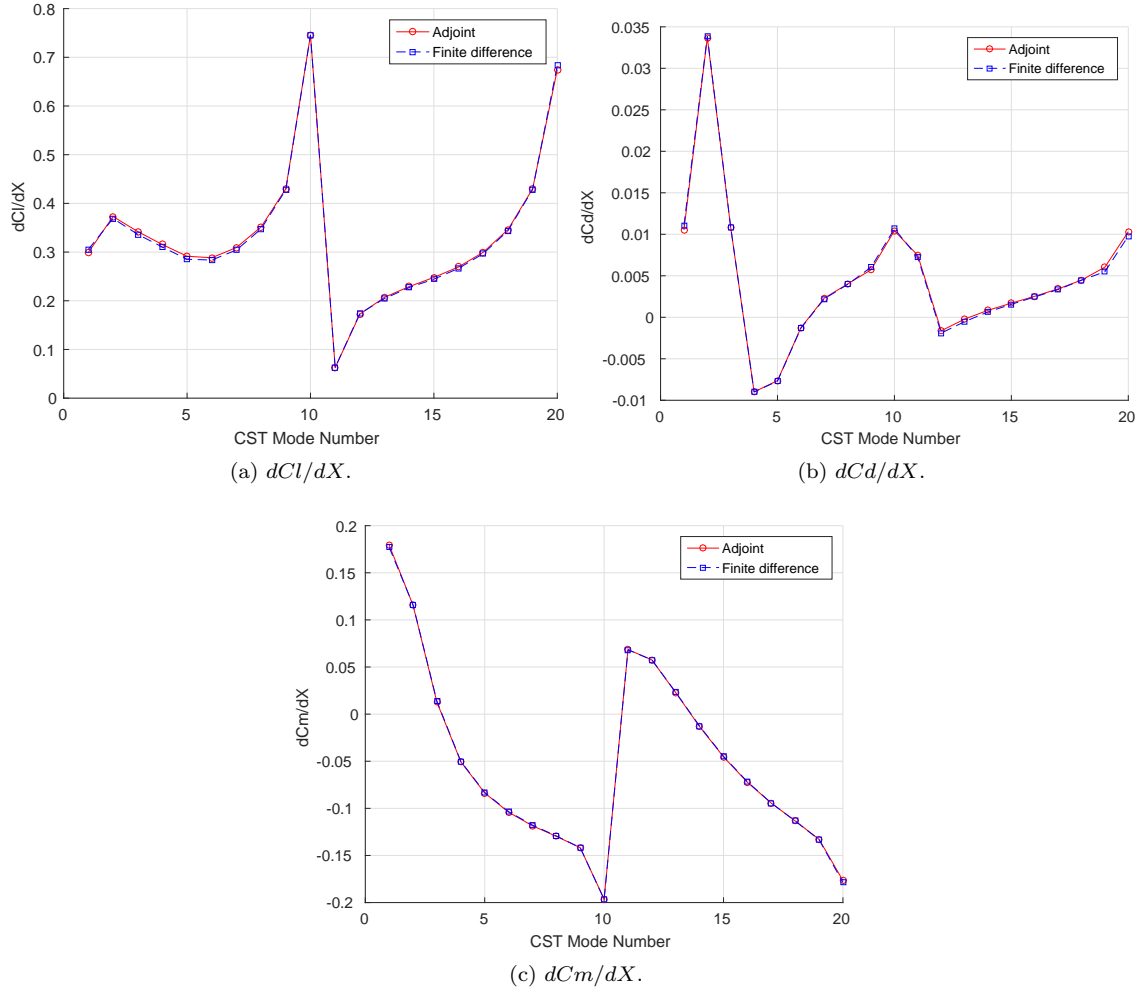 0.8
0.7
0.6
0.5
0.4
0.3
0.2
0.1
0
dCl/dX
Adjoint
Finite difference
0 5 10 15 20
CST Mode Number
(a) dCl/dX.
0.035
0.03
0.025
0.02
0.015
0.01
0.005
0
-0.005
-0.01
dCd/dX
Adjoint
Finite difference
0 5 10 15 20
CST Mode Number
(b) dCd/dX.
0.2
0.15
0.1
0.05
0
-0.05
-0.1
-0.15
-0.2
dCm/dX
Adjoint
Finite difference
0 5 10 15 20
CST Mode Number
(c) dCm/dX.